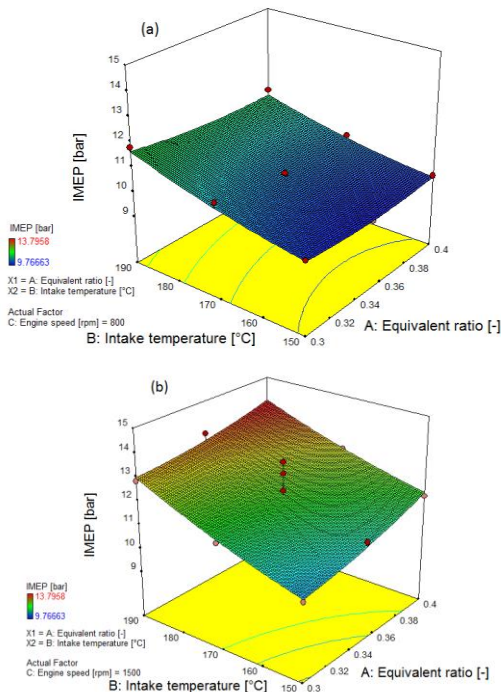 (a)
15
14
13
12
11
10
9
IMEP [bar]
IMEP [bar]
13.7958
9.76663
X1 = A: Equivalent ratio [-]
X2 = B: Intake temperature [°C]
Actual Factor
C: Engine speed [rpm] = 800
190
180
170
160
150
0.3
0.32
0.34
0.36
0.38
0.4
B: Intake temperature [°C]
A: Equivalent ratio [-]
(b)
15
14
13
12
11
10
9
IMEP [bar]
IMEP [bar]
13.7958
9.76663
X1 = A: Equivalent ratio [-]
X2 = B: Intake temperature [°C]
Actual Factor
C: Engine speed [rpm] = 1500
190
180
170
160
150
0.3
0.32
0.34
0.36
0.38
0.4
B: Intake temperature [°C]
A: Equivalent ratio [-]